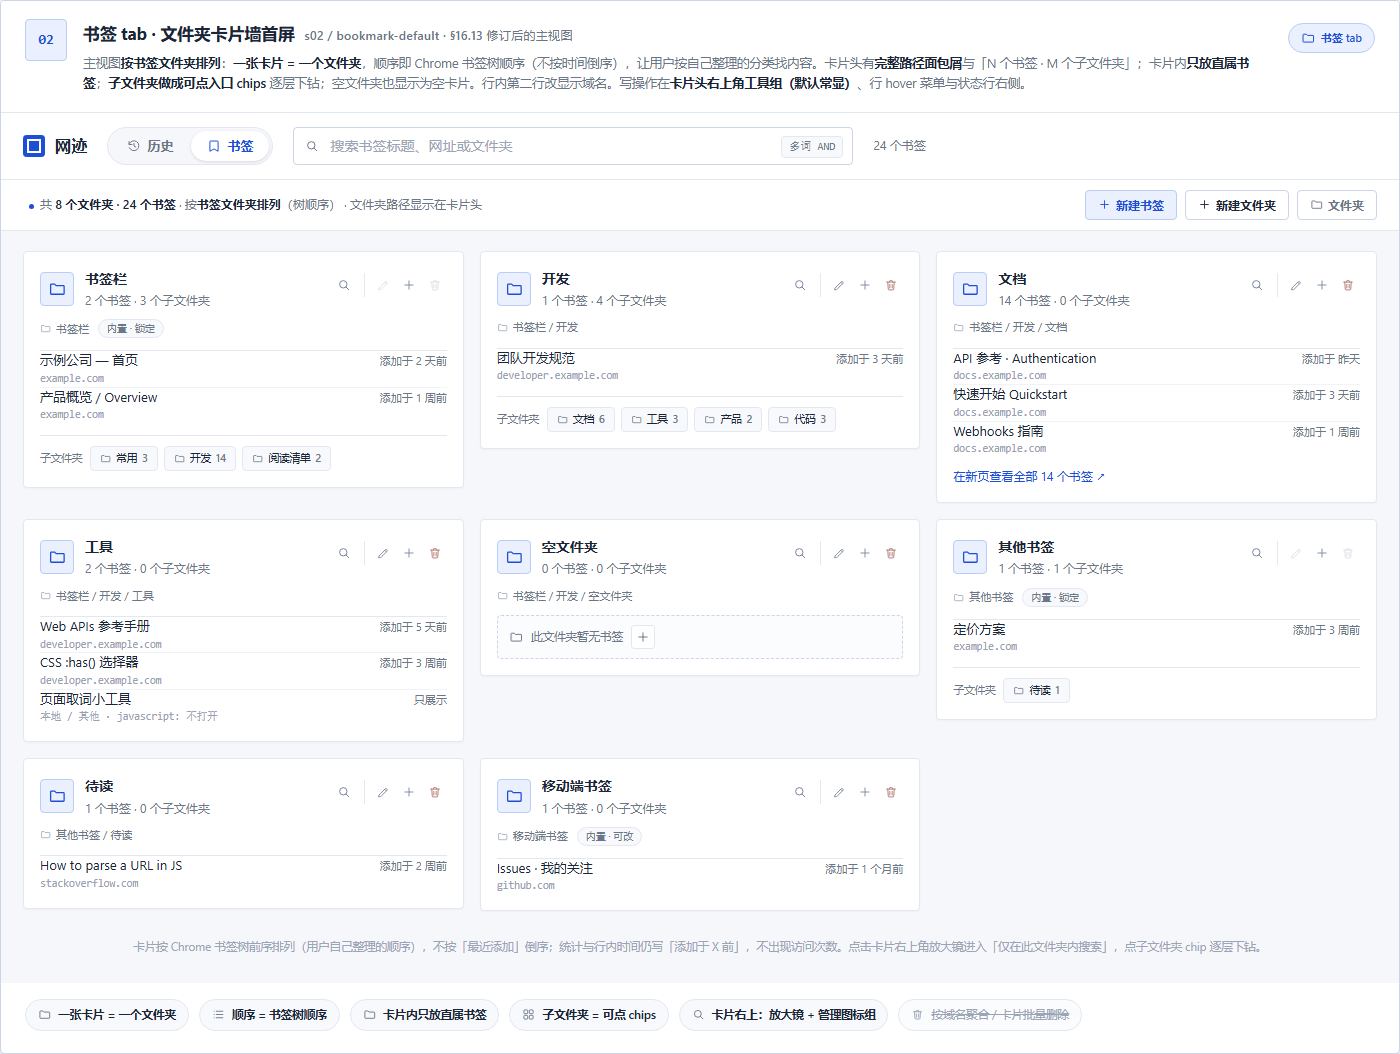 02
书签 tab · 文件夹卡片墙首屏 s02 / bookmark-default · §16.13 修订后的主视图
主视图按书签文件夹排列：一张卡片 = 一个文件夹，顺序即 Chrome 书签树顺序（不按时间倒序），让用户按自己整理的分类找内容。卡片头有完整路径面包屑与「N 个书签 · M 个子文件夹」；卡片内只放直属书
签；子文件夹做成可点入口 chips 逐层下钻；空文件夹也显示为空卡片。行内第二行改显示域名。写操作在卡片头右上角工具组（默认常显）、行 hover 菜单与状态行右侧。
书签 tab
网迹
历史
书签
搜索书签标题、网址或文件夹
多词 AND
24 个书签
共 8 个文件夹 · 24 个书签 · 按书签文件夹排列（树顺序） · 文件夹路径显示在卡片头
新建书签
新建文件夹
文件夹
书签栏
2 个书签 · 3 个子文件夹
书签栏 内置 · 锁定
示例公司 — 首页 添加于 2 天前
example.com
产品概览 / Overview 添加于 1 周前
example.com
子文件夹 常用 3 开发 14 阅读清单 2
开发
1 个书签 · 4 个子文件夹
书签栏 / 开发
团队开发规范 添加于 3 天前
developer.example.com
子文件夹 文档 6 工具 3 产品 2 代码 3
文档
14 个书签 · 0 个子文件夹
书签栏 / 开发 / 文档
API 参考 · Authentication 添加于 昨天
docs.example.com
快速开始 Quickstart 添加于 3 天前
docs.example.com
Webhooks 指南 添加于 1 周前
docs.example.com
在新页查看全部 14 个书签 ↗
工具
2 个书签 · 0 个子文件夹
书签栏 / 开发 / 工具
Web APIs 参考手册 添加于 5 天前
developer.example.com
CSS :has() 选择器 添加于 3 周前
developer.example.com
页面取词小工具 只展示
本地 / 其他 · javascript: 不打开
空文件夹
0 个书签 · 0 个子文件夹
书签栏 / 开发 / 空文件夹
此文件夹暂无书签
其他书签
1 个书签 · 1 个子文件夹
其他书签 内置 · 锁定
定价方案 添加于 3 周前
example.com
子文件夹 待读 1
待读
1 个书签 · 0 个子文件夹
其他书签 / 待读
How to parse a URL in JS 添加于 2 周前
stackoverflow.com
移动端书签
1 个书签 · 0 个子文件夹
移动端书签 内置 · 可改
Issues · 我的关注 添加于 1 个月前
github.com
卡片按 Chrome 书签树前序排列（用户自己整理的顺序），不按「最近添加」倒序；统计与行内时间仍写「添加于 X 前」，不出现访问次数。点击卡片右上角放大镜进入「仅在此文件夹内搜索」，点子文件夹 chip 逐层下钻。
一张卡片 = 一个文件夹
顺序 = 书签树顺序
卡片内只放直属书签
子文件夹 = 可点 chips
卡片右上：放大镜 + 管理图标组
按域名聚合 / 卡片批量删除